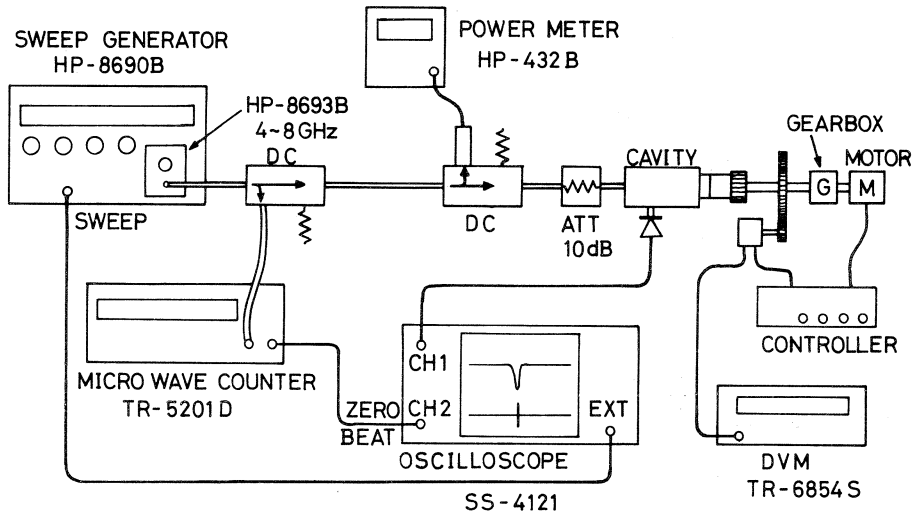 SWEEP GENERATOR
HP-8690B
HP-8693B
4~8GHz
POWER METER
HP-432B
DC
SWEEP
DC
ATT
10dB
CAVITY
GEARBOX
MOTOR
G
M
MICRO WAVE COUNTER
TR-5201D
ZERO
BEAT
CH1
CH2
EXT
OSCILLOSCOPE
SS-4121
CONTROLLER
DVM
TR-6854S